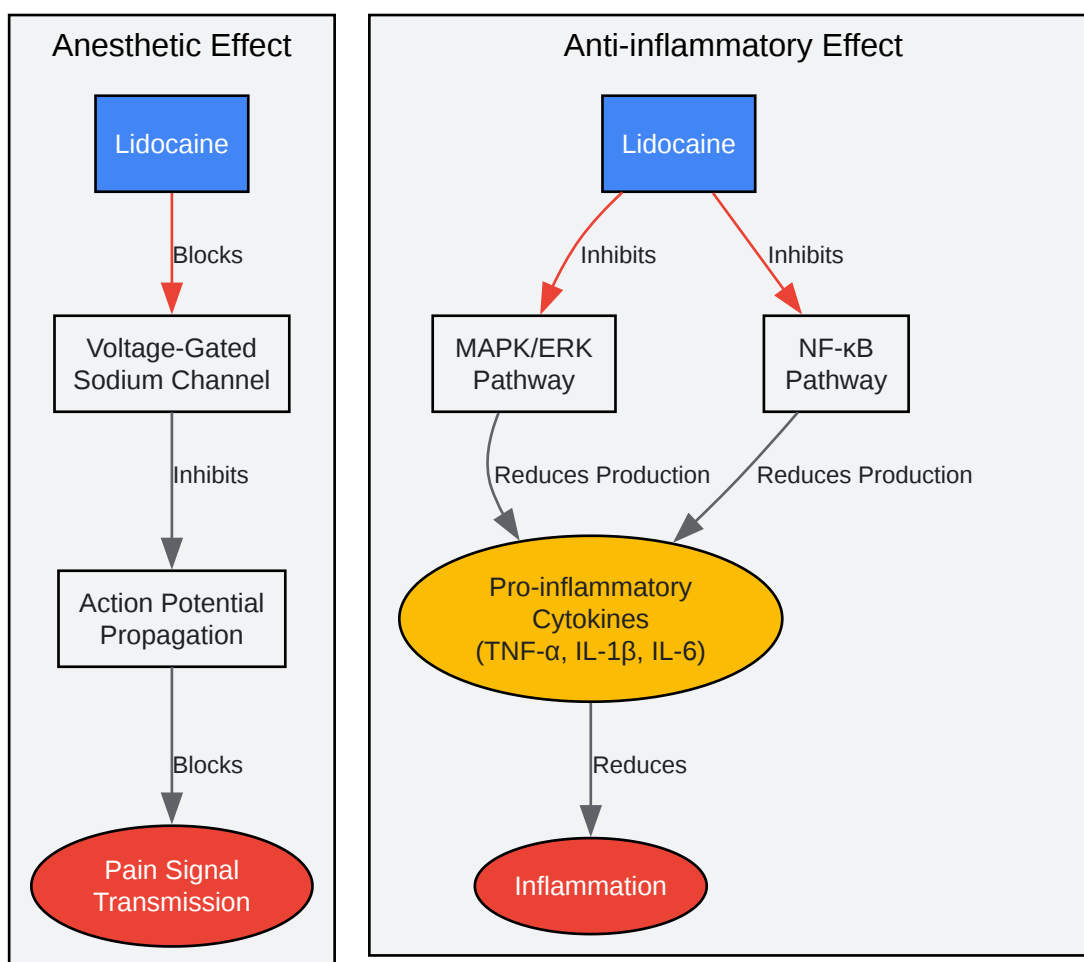 Anesthetic Effect
Lidocaine
Blocks
Voltage-Gated
Sodium Channel
Inhibits
Action Potential
Propagation
Blocks
Pain Signal
Transmission
Anti-inflammatory Effect
Lidocaine
Inhibits
Inhibits
MAPK/ERK
Pathway
NF-κB
Pathway
Reduces Production
Reduces Production
Pro-inflammatory
Cytokines
(TNF-α, IL-1β, IL-6)
Reduces
Inflammation